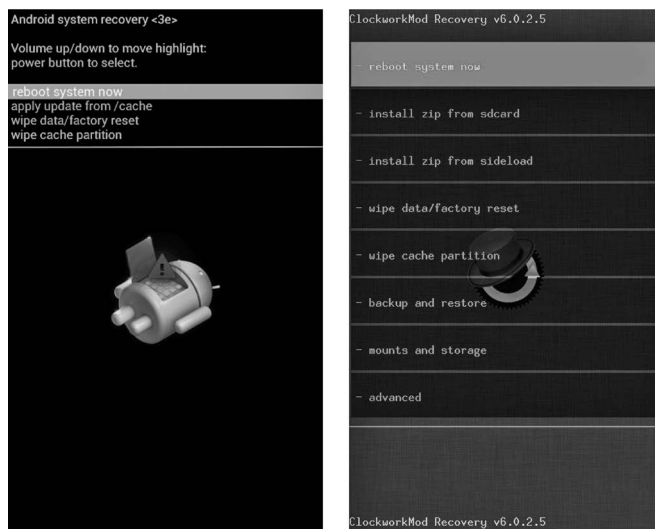 Android system recovery <3e>
Volume up/down to move highlight:
power button to select.
reboot system now
apply update from /cache
wipe data/factory reset
wipe cache partition
ClockworkMod Recovery v6.0.2.5
- reboot system now
- install zip from sdcard
- install zip from sideload
- wipe data/factory reset
- wipe cache partition
- backup and restore
- mounts and storage
- advanced
ClockworkMod Recovery v6.0.2.5